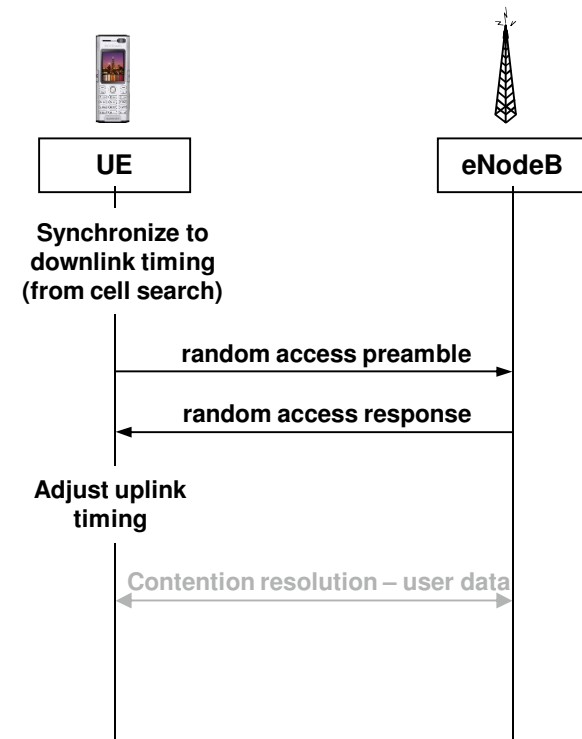 UE
eNodeB
Synchronize to
downlink timing
(from cell search)
random access preamble
random access response
Adjust uplink
timing
Contention resolution – user data